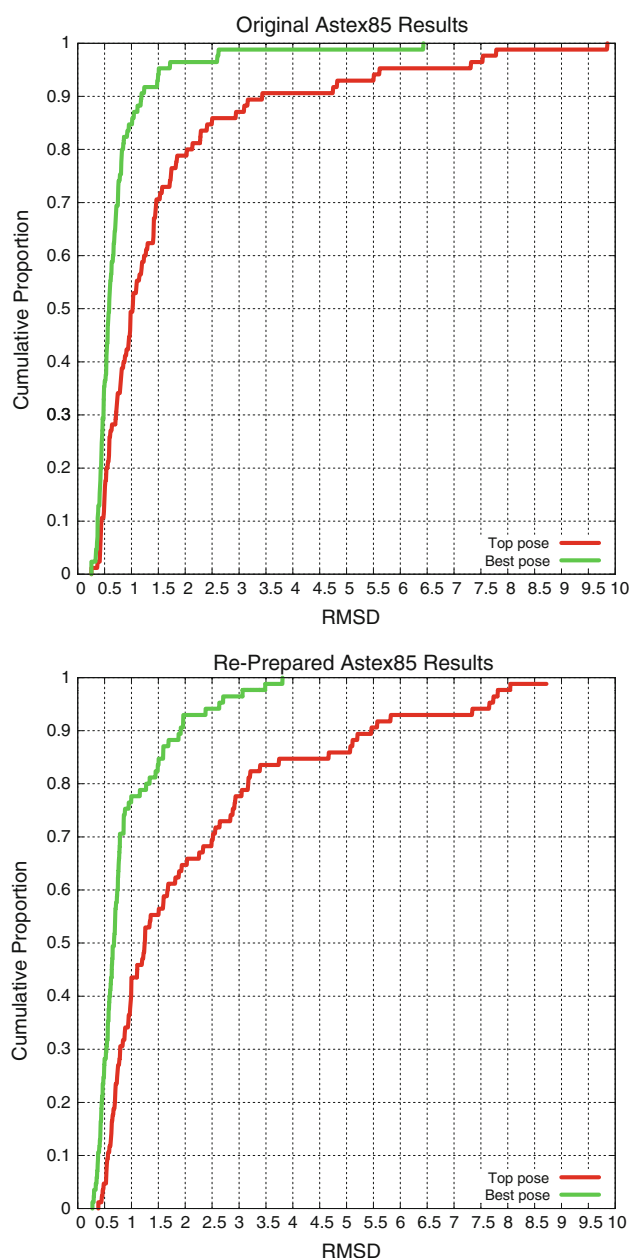 Original Astex85 Results
1
0.9
0.8
0.7
0.6
0.5
0.4
0.3
0.2
0.1
0
Cumulative Proportion
Top pose
Best pose
0 0.5 1 1.5 2 2.5 3 3.5 4 4.5 5 5.5 6 6.5 7 7.5 8 8.5 9 9.5 10
RMSD
Re-Prepared Astex85 Results
1
0.9
0.8
0.7
0.6
0.5
0.4
0.3
0.2
0.1
0
Cumulative Proportion
Top pose
Best pose
0 0.5 1 1.5 2 2.5 3 3.5 4 4.5 5 5.5 6 6.5 7 7.5 8 8.5 9 9.5 10
RMSD